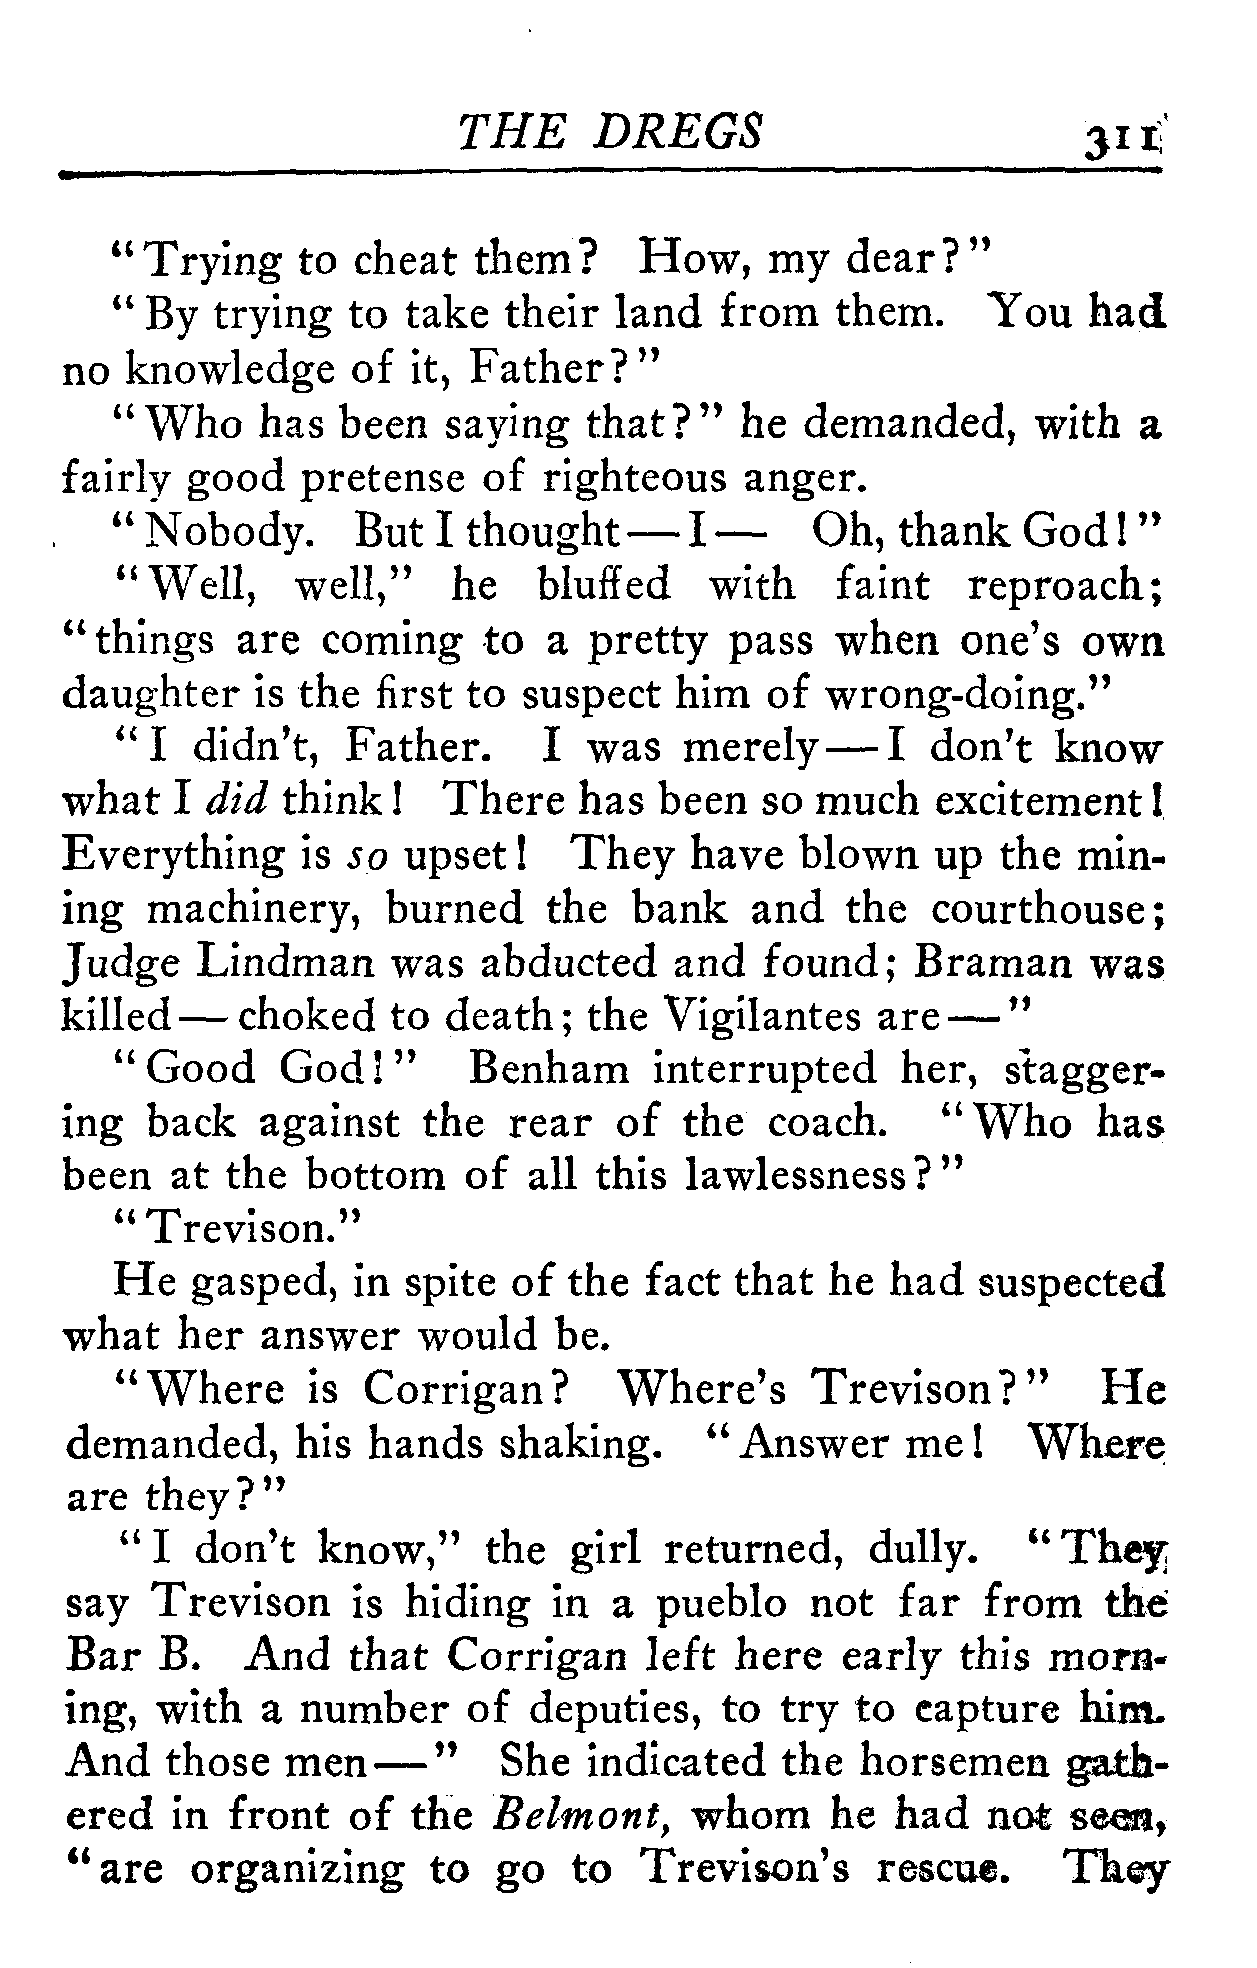 THE DREGS 311
"Trying to cheat them? How, my dear?"
"By trying to take their land from them. You had
no knowledge of it, Father?"
"Who has been saying that?" he demanded, with a
fairly good pretense of righteous anger.
"Nobody. But I thought—I— Oh, thank God!"
"Well, well," he bluffed with faint reproach;
"things are coming to a pretty pass when one's own
daughter is the first to suspect him of wrong-doing."
"I didn't, Father. I was merely—I don't know
what I did think! There has been so much excitement!
Everything is so upset! They have blown up the min-
ing machinery, burned the bank and the courthouse;
Judge Lindman was abducted and found; Braman was
killed—choked to death; the Vigilantes are—"
"Good God!" Benham interrupted her, stagger-
ing back against the rear of the coach. "Who has
been at the bottom of all this lawlessness?"
"Trevison."
He gasped, in spite of the fact that he had suspected
what her answer would be.
"Where is Corrigan? Where's Trevison?" He
demanded, his hands shaking. "Answer me! Where
are they?"
"I don't know," the girl returned, dully. "They
say Trevison is hiding in a pueblo not far from the
Bar B. And that Corrigan left here early this morn-
ing, with a number of deputies, to try to capture him.
And those men—" She indicated the horsemen gath-
ered in front of the Belmont, whom he had not seen,
"are organizing to go to Trevison's rescue. They